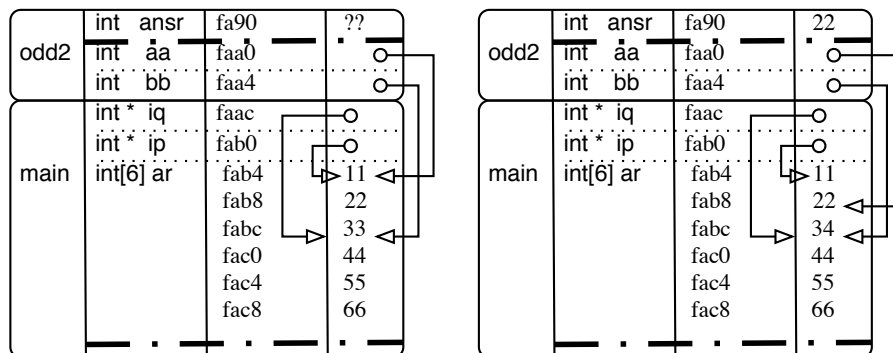 int ansr fa90 ??
odd2 int aa faa0
int bb faa4
int * iq faac
int * ip fab0
main int[6] ar fab4 11
fab8 22
fabc 33
fac0 44
fac4 55
fac8 66
int ansr fa90 22
odd2 int aa faa0
int bb faa4
int * iq faac
int * ip fab0
main int[6] ar fab4 11
fab8 22
fabc 34
fac0 44
fac4 55
fac8 66